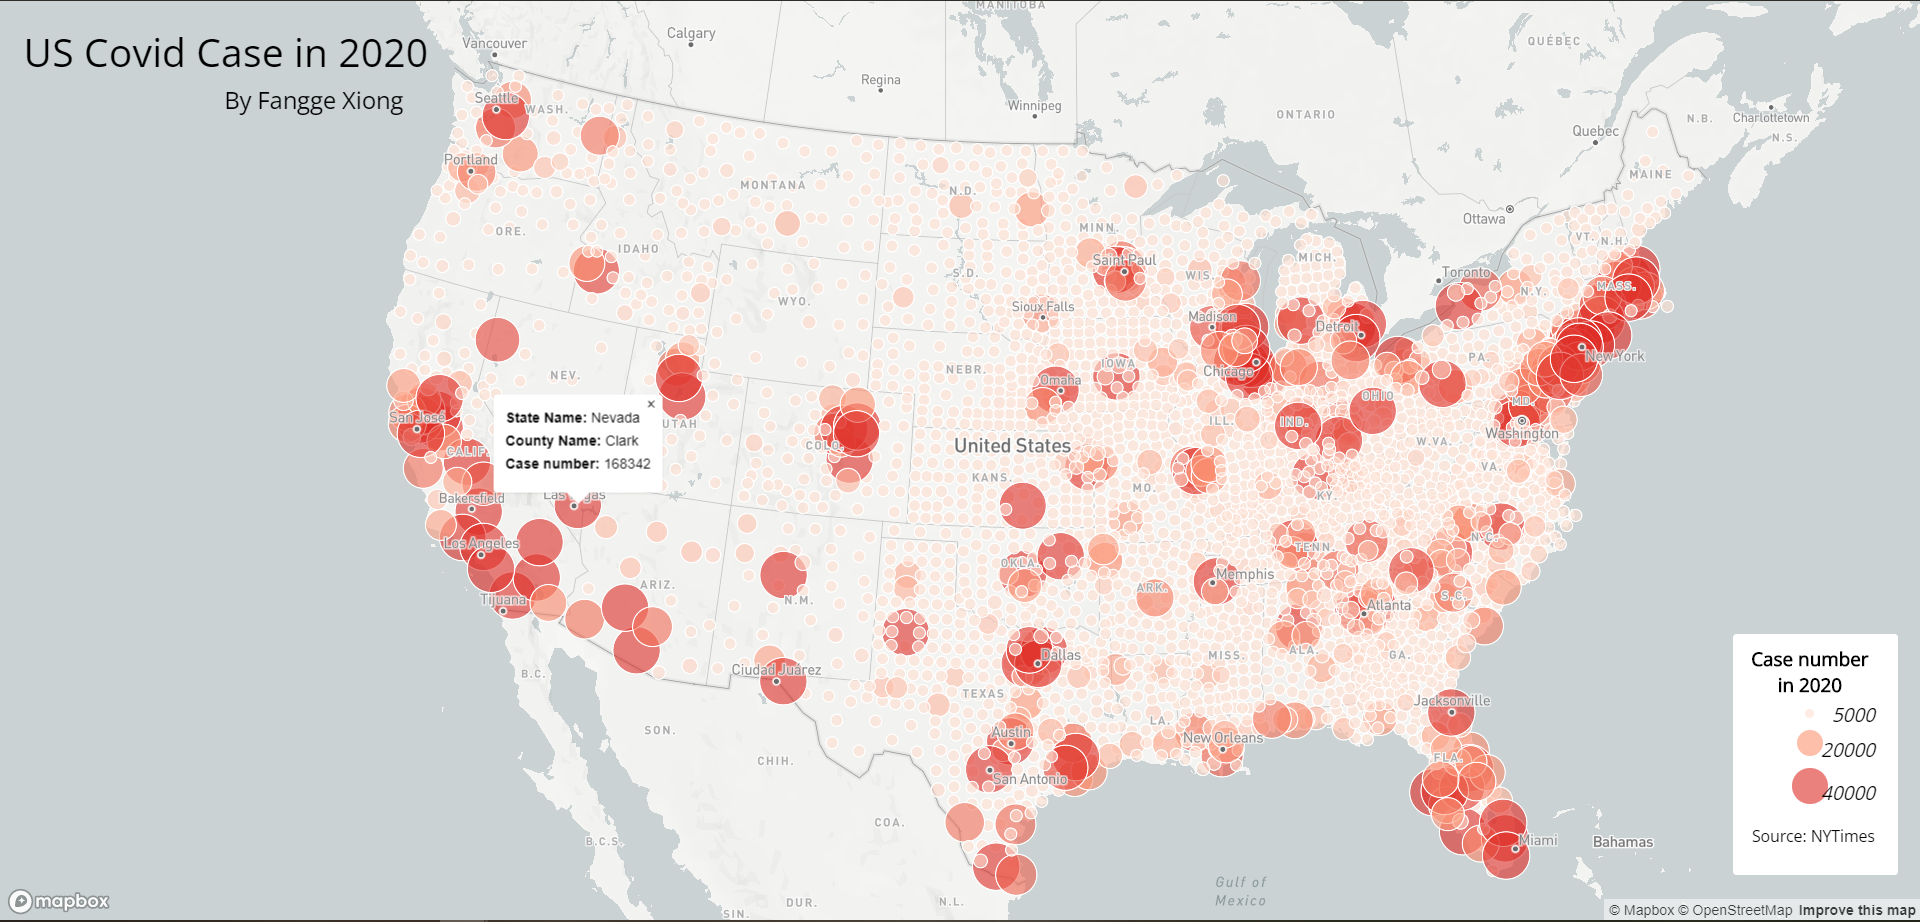 US Covid Case in 2020
By Fangge Xiong
MANITOBA
Calgary
Vancouver
QUÉBEC
Regina
Winnipeg
Seattle
WASH.
ONTARIO
N.B.
Charlottetown
Quebec
N.S.
Portland
MONTANA
N.D.
MAINE
Ottawa
ORE.
MINN.
VT.
N.H.
IDAHO
Saint Paul
MICH.
S.D.
WIS.
Toronto
WYO.
Sioux Falls
N.Y.
MASS.
Madison
Detroit
New York
PA.
NEV.
NEBR.
IOWA
Chicago
Omaha
OHIO
MD.
State Name: Nevada
County Name: Clark
Case number: 168342
×
San Jose
UTAH
COLO.
United States
ILL.
IND.
Washington
CALIF.
W.VA.
VA.
KANS.
MO.
KY.
Bakersfield
Las Vegas
Los Angeles
N.C.
TENN.
OKLA.
Memphis
ARIZ.
ARK.
Tijuana
N.M.
S.C.
Atlanta
Dallas
MISS.
ALA.
GA.
Ciudad Juárez
B.C.
TEXAS
Jacksonville
LA.
SON.
Austin
New Orleans
CHIH.
FLA.
San Antonio
COA.
B.C.S.
Miami
Bahamas
Gulf of
Mexico
DUR.
N.L.
SIN.
Case number
in 2020
5000
20000
40000
Source: NYTimes
mapbox
© Mapbox © OpenStreetMap Improve this map